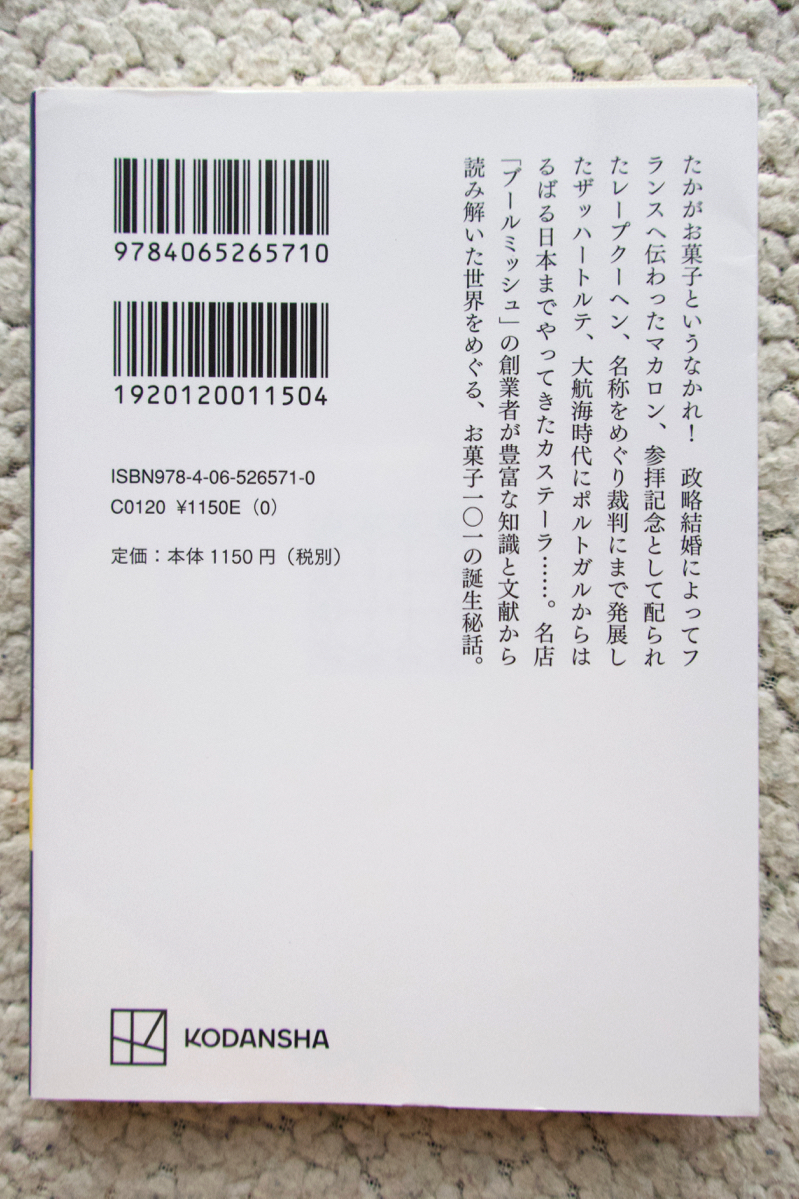 たかがお菓子というなかれ！　政略結婚によってフ
ランスへ伝わったマカロン、参拝記念として配られ
たレープクーヘン、名称をめぐり裁判にまで発展し
たザッハートルテ、大航海時代にポルトガルからは
るばる日本までやってきたカステーラ……。名店
「ブールミッシュ」の創業者が豊富な知識と文献から
読み解いた世界をめぐる、お菓子一〇一の誕生秘話。
9784065265710
1920120011504
ISBN978-4-06-526571-0
C0120 ¥1150E (0)
定価：本体1150円（税別）
KODANSHA